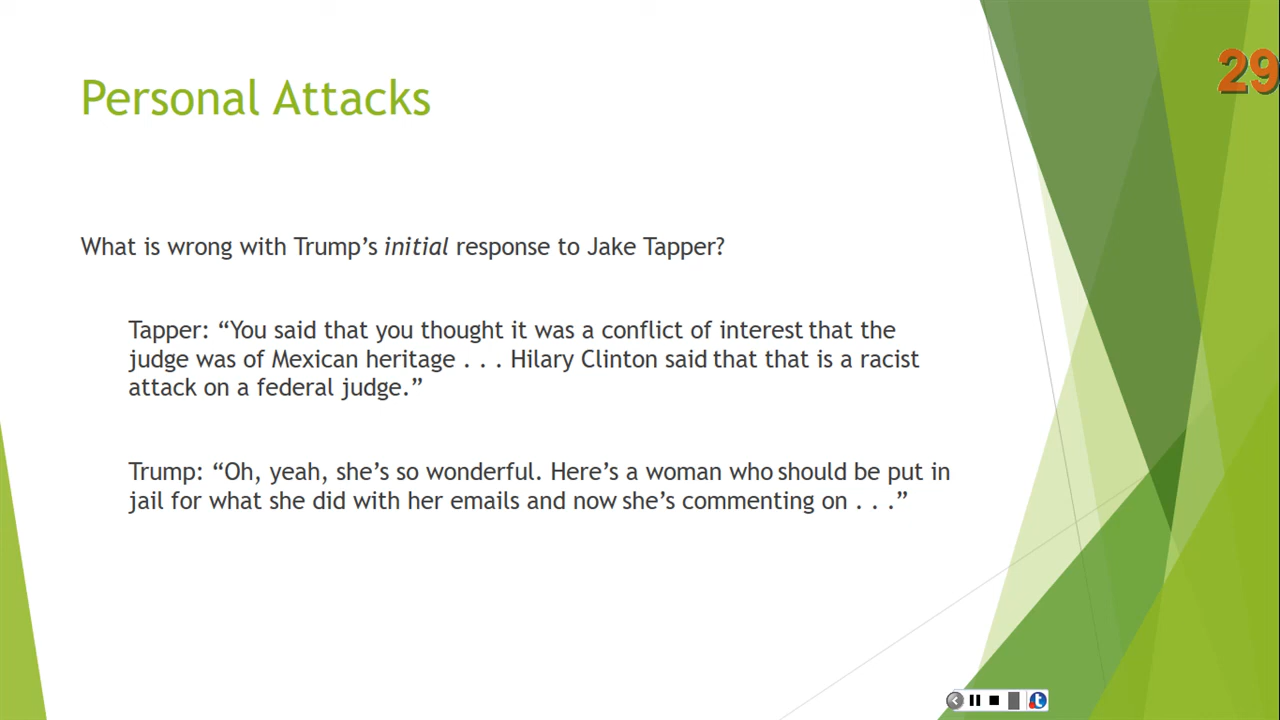 29
Personal Attacks
What is wrong with Trump’s initial response to Jake Tapper?
Tapper: “You said that you thought it was a conflict of interest that the
judge was of Mexican heritage . . . Hilary Clinton said that that is a racist
attack on a federal judge.”
Trump: “Oh, yeah, she’s so wonderful. Here’s a woman who should be put in
jail for what she did with her emails and now she’s commenting on . . .”
t